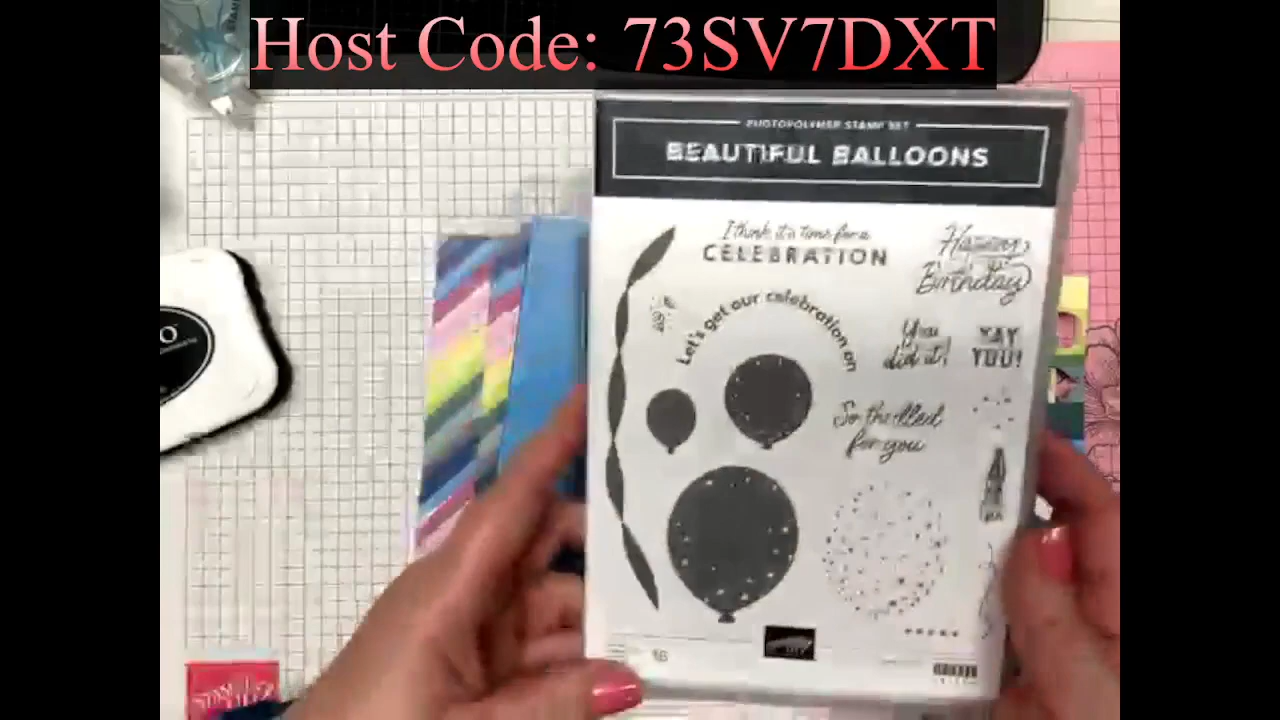 Host Code: 73SV7DXT
PHOTOPOLYMER STAMP SET
BEAUTIFUL BALLOONS
I think it's time for a
CELEBRATION
Happy
Birthday
Let's get our celebration on
You
did it!
YAY
YOU!
So thrilled
for you
16